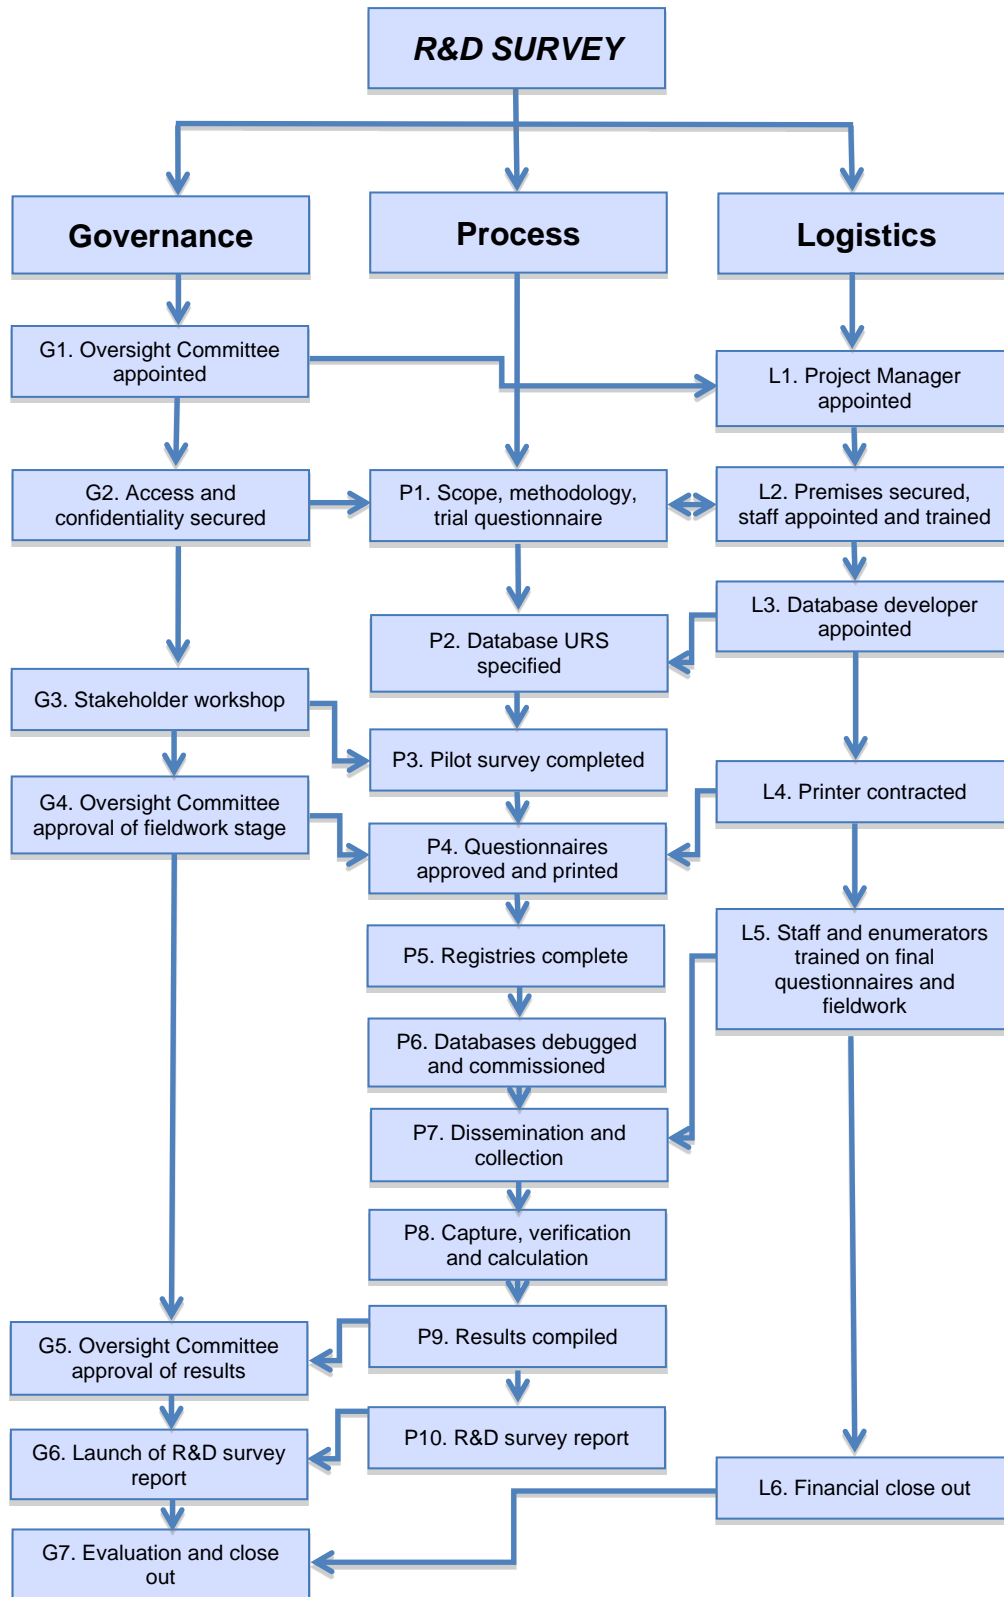 R&D SURVEY
Governance
Process
Logistics
G1. Oversight Committee
appointed
L1. Project Manager
appointed
G2. Access and
confidentiality secured
P1. Scope, methodology,
trial questionnaire
L2. Premises secured,
staff appointed and trained
L3. Database developer
appointed
P2. Database URS
specified
G3. Stakeholder workshop
P3. Pilot survey completed
G4. Oversight Committee
approval of fieldwork stage
L4. Printer contracted
P4. Questionnaires
approved and printed
P5. Registries complete
L5. Staff and enumerators
trained on final
questionnaires and
fieldwork
P6. Databases debugged
and commissioned
P7. Dissemination and
collection
P8. Capture, verification
and calculation
P9. Results compiled
G5. Oversight Committee
approval of results
P10. R&D survey report
G6. Launch of R&D survey
report
L6. Financial close out
G7. Evaluation and close
out